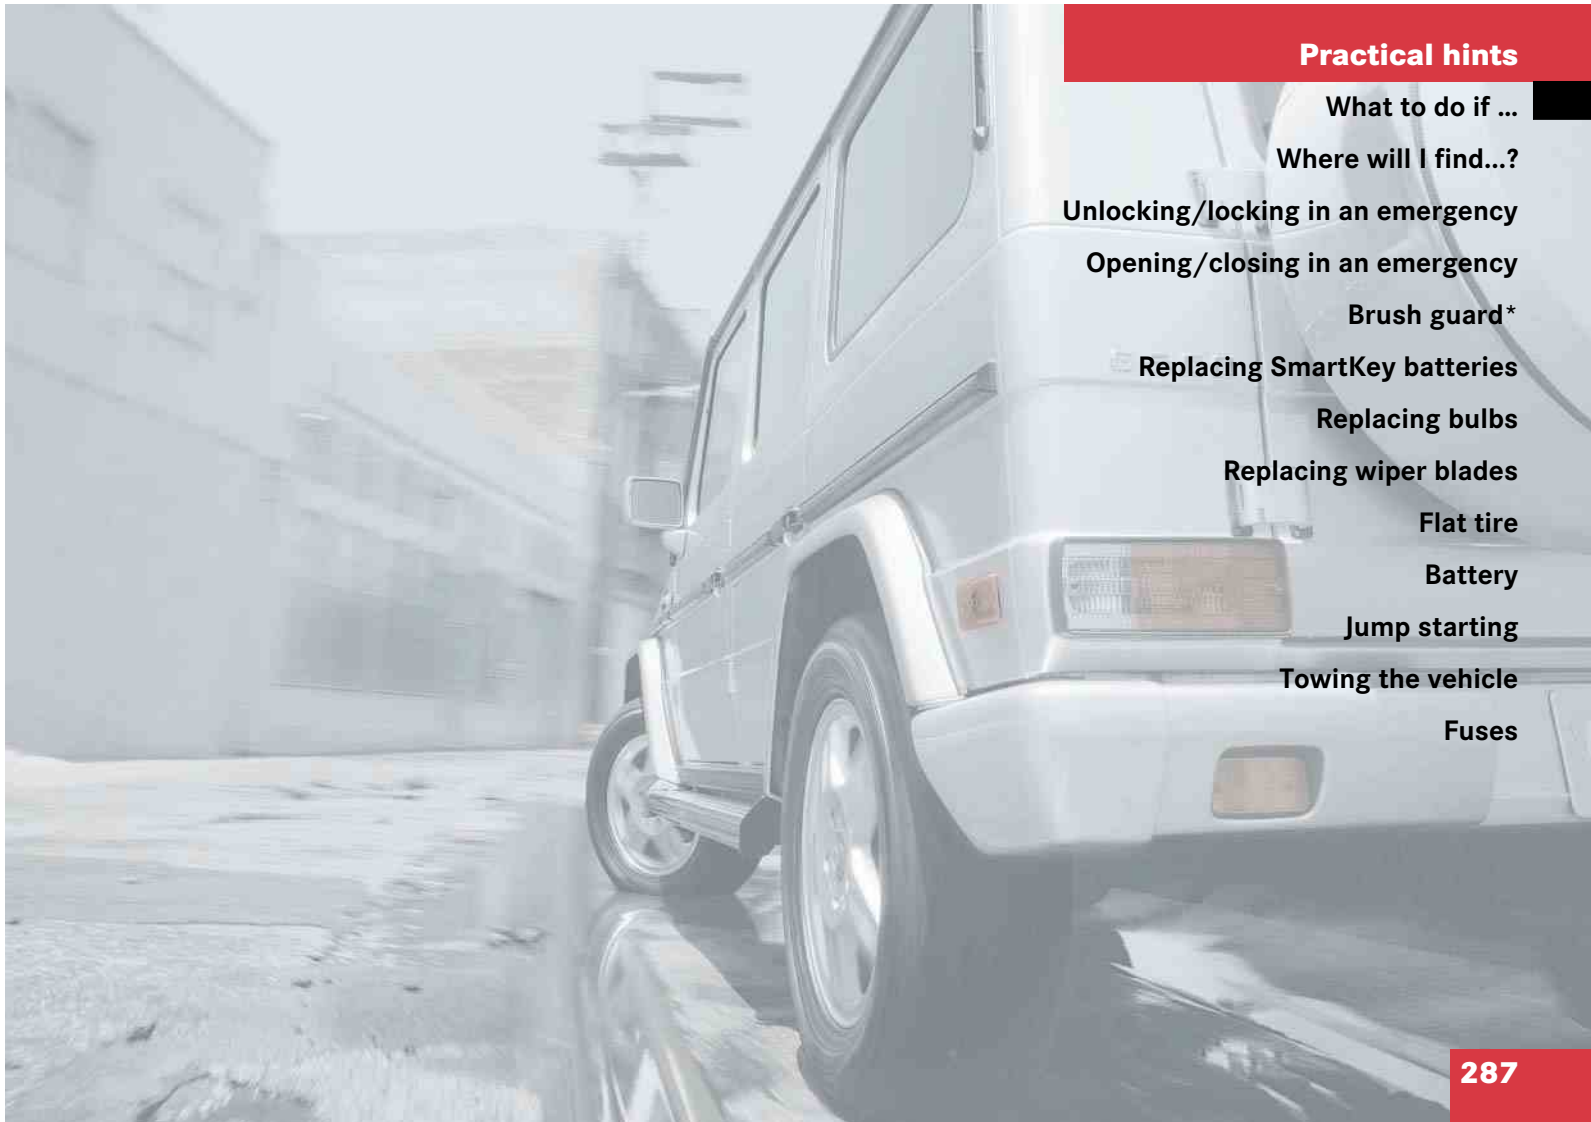 Practical hints
What to do if ...
Where will I find...?
Unlocking/locking in an emergency
Opening/closing in an emergency
Brush guard*
Replacing SmartKey batteries
Replacing bulbs
Replacing wiper blades
Flat tire
Battery
Jump starting
Towing the vehicle
Fuses
287